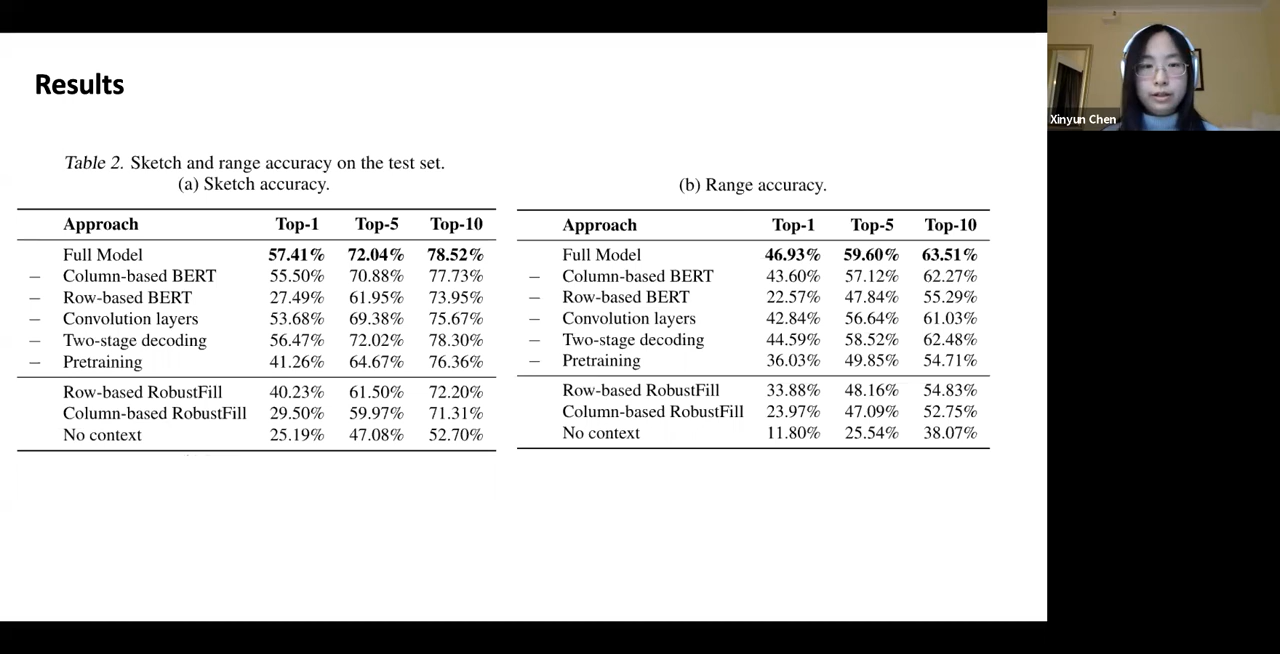 Results
Table 2. Sketch and range accuracy on the test set.
(a) Sketch accuracy.
Approach Top-1 Top-5 Top-10
Full Model 57.41% 72.04% 78.52%
– Column-based BERT 55.50% 70.88% 77.73%
– Row-based BERT 27.49% 61.95% 73.95%
– Convolution layers 53.68% 69.38% 75.67%
– Two-stage decoding 56.47% 72.02% 78.30%
– Pretraining 41.26% 64.67% 76.36%
Row-based RobustFill 40.23% 61.50% 72.20%
Column-based RobustFill 29.50% 59.97% 71.31%
No context 25.19% 47.08% 52.70%
(b) Range accuracy.
Approach Top-1 Top-5 Top-10
Full Model 46.93% 59.60% 63.51%
– Column-based BERT 43.60% 57.12% 62.27%
– Row-based BERT 22.57% 47.84% 55.29%
– Convolution layers 42.84% 56.64% 61.03%
– Two-stage decoding 44.59% 58.52% 62.48%
– Pretraining 36.03% 49.85% 54.71%
Row-based RobustFill 33.88% 48.16% 54.83%
Column-based RobustFill 23.97% 47.09% 52.75%
No context 11.80% 25.54% 38.07%
Xinyun Chen